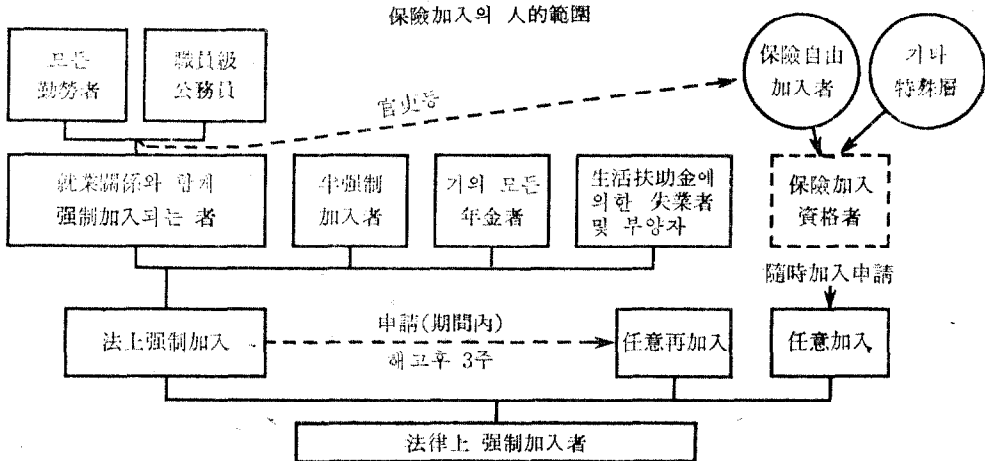 保險加入의 人的範圍
모든
勤勞者
職員級
公務員
保險自由
加入者
기타
特殊層
官吏등
就業關係와 함께
强制加入되는 者
半强制
加入者
거의 모든
年金者
生活扶助金에
의한 失業者
및 부양자
保險加入
資格者
隨時加入申請
法上强制加入
申請(期間內)
해고후 3주
任意再加入
任意加入
法律上 强制加入者